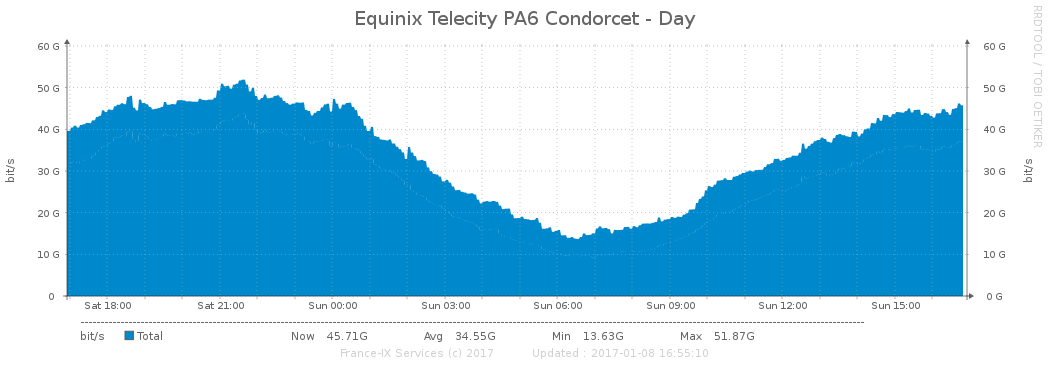 Equinix Telecity PA6 Condorcet - Day
RRDTOOL / TOBI OETIKER
bit/s
60 G
50 G
40 G
30 G
20 G
10 G
0
60 G
50 G
40 G
30 G
20 G
10 G
0 G
bit/s
Sat 18:00 Sat 21:00 Sun 00:00 Sun 03:00 Sun 06:00 Sun 09:00 Sun 12:00 Sun 15:00
bit/s Total Now 45.71G Avg 34.55G Min 13.63G Max 51.87G
France-IX Services (c) 2017 Updated : 2017-01-08 16:55:10